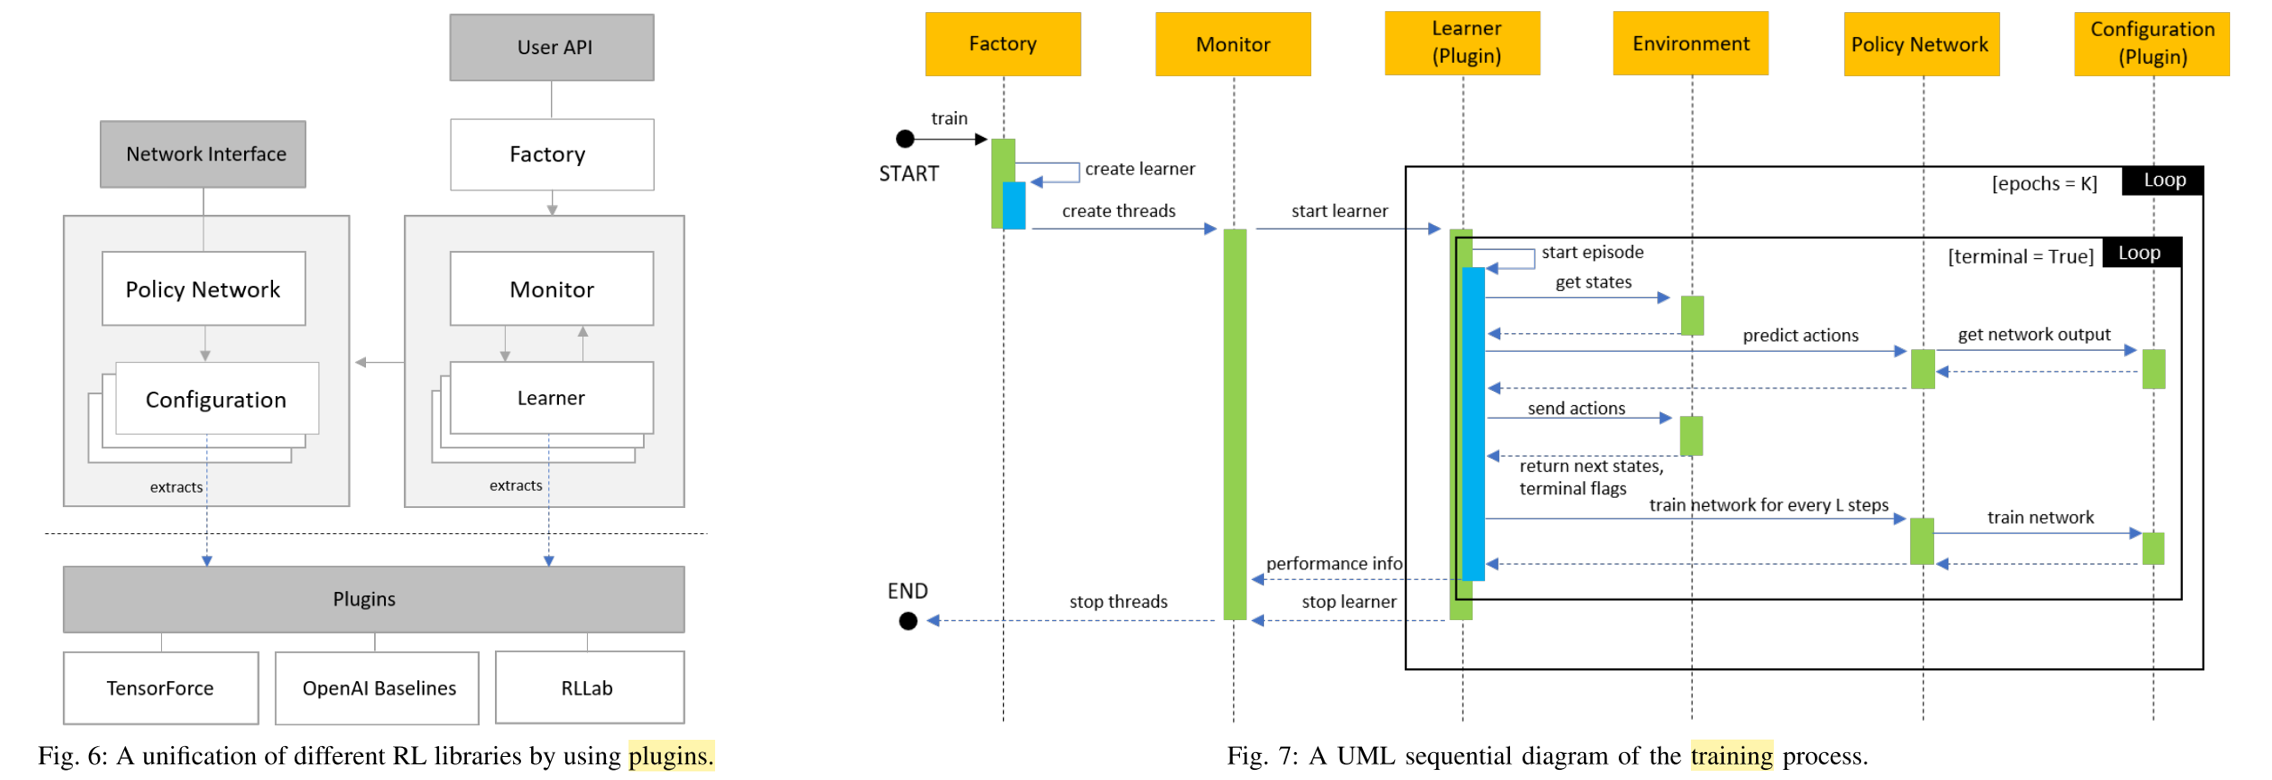 User API
Network Interface
Factory
Policy Network
Monitor
Configuration
Learner
extracts
extracts
Plugins
TensorForce
OpenAI Baselines
RLLab
Fig. 6: A unification of different RL libraries by using plugins.
Factory
Monitor
Learner
(Plugin)
Environment
Policy Network
Configuration
(Plugin)
train
START
create learner
create threads
start learner
[epochs = K]
Loop
[terminal = True]
Loop
start episode
get states
predict actions
get network output
send actions
return next states,
terminal flags
train network for every L steps
train network
performance info
END
stop threads
stop learner
Fig. 7: A UML sequential diagram of the training process.